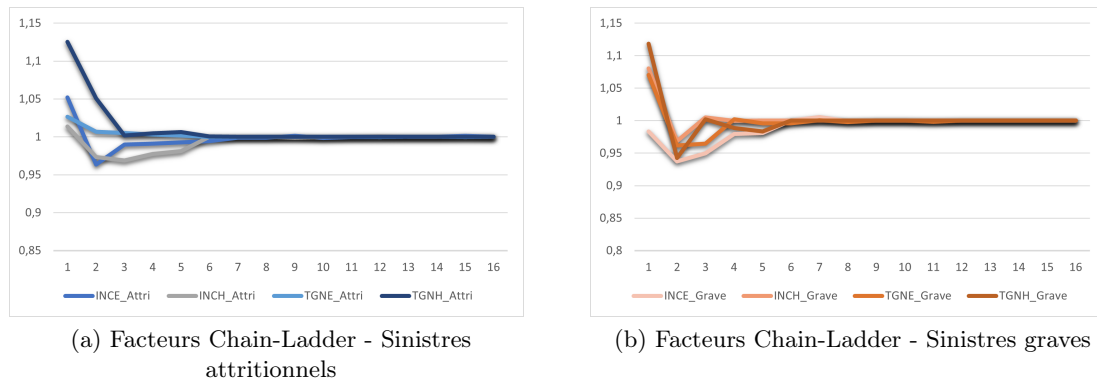 1,15
1,1
1,05
1
0,95
0,9
0,85
1 2 3 4 5 6 7 8 9 10 11 12 13 14 15 16
INCE_Attri INCH_Attri TGNE_Attri TGNH_Attri
(a) Facteurs Chain-Ladder - Sinistres
attritionnels
1,15
1,1
1,05
1
0,95
0,9
0,85
0,8
1 2 3 4 5 6 7 8 9 10 11 12 13 14 15 16
INCE_Grave INCH_Grave TGNE_Grave TGNH_Grave
(b) Facteurs Chain-Ladder - Sinistres graves